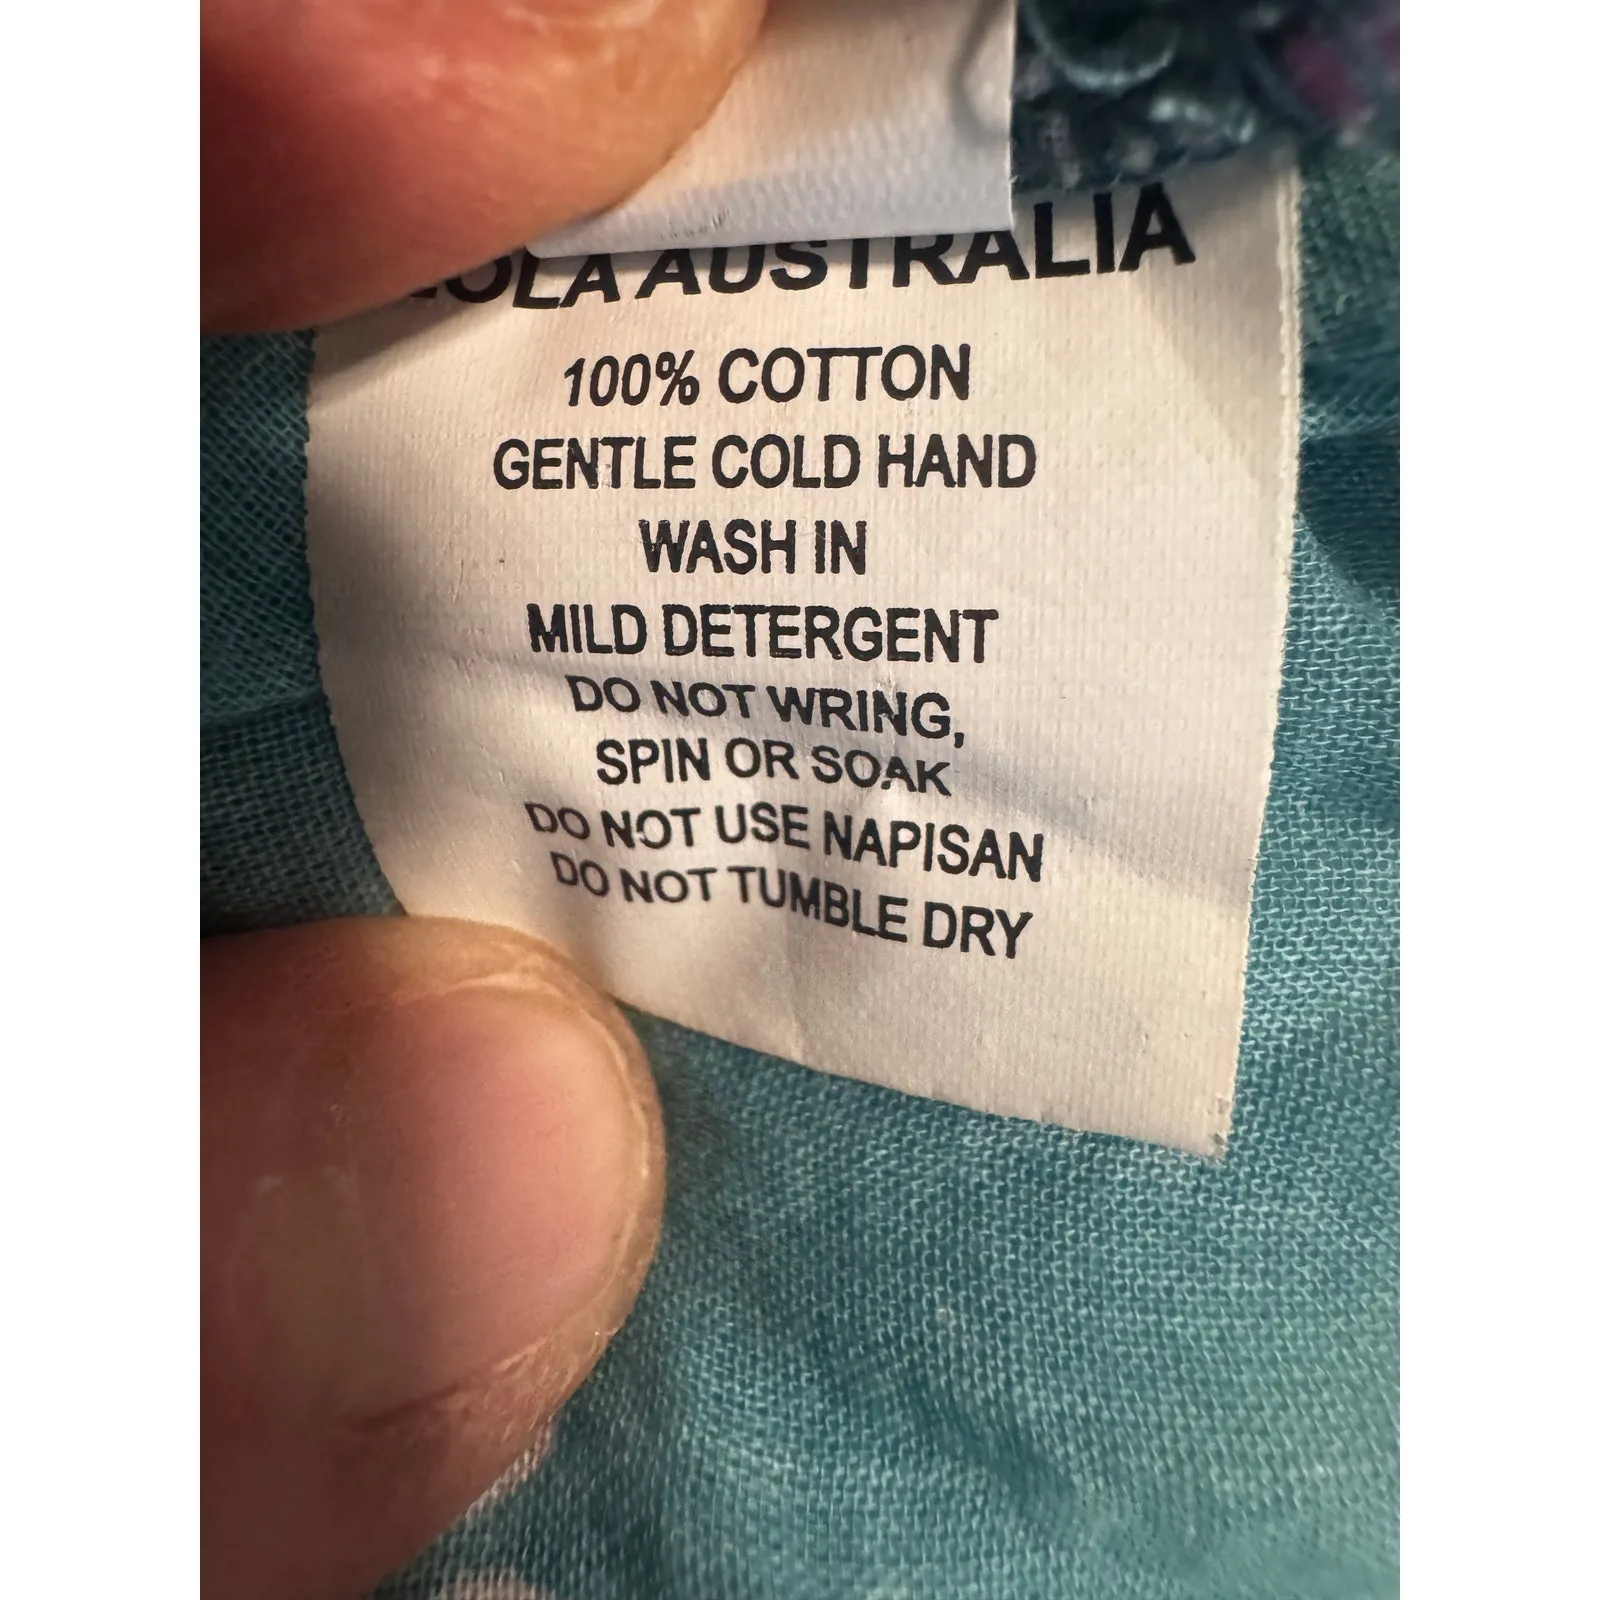 AUSTRALIA
100% COTTON
GENTLE COLD HAND
WASH IN
MILD DETERGENT
DO NOT WRING,
SPIN OR SOAK
DO NOT USE NAPISAN
DO NOT TUMBLE DRY